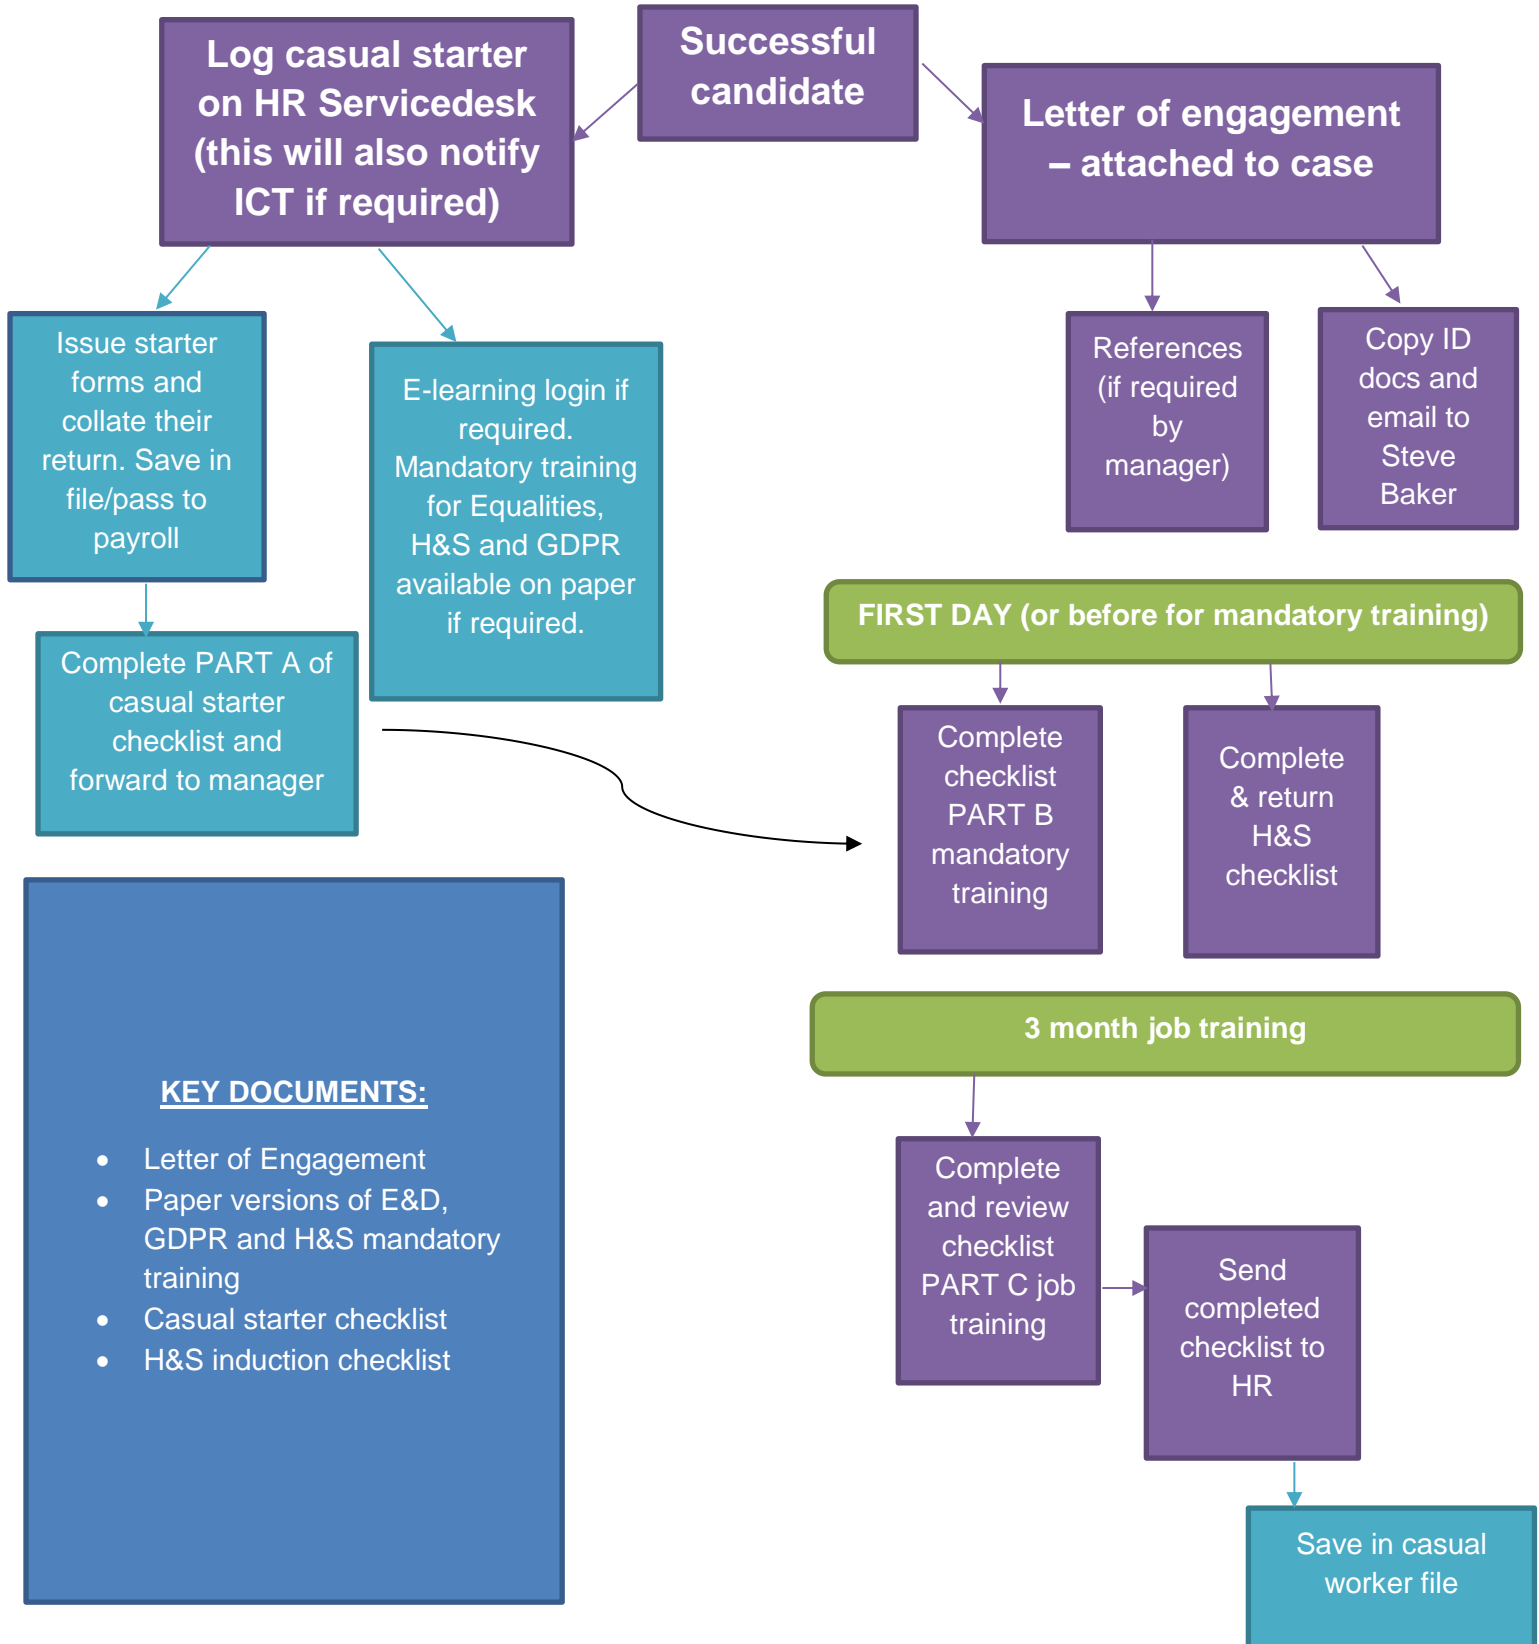 Successful
candidate
Log casual starter
on HR Servicedesk
(this will also notify
ICT if required)
Letter of engagement
– attached to case
Issue starter
forms and
collate their
return. Save in
file/pass to
payroll
E-learning login if
required.
Mandatory training
for Equalities,
H&S and GDPR
available on paper
if required.
References
(if required
by
manager)
Copy ID
docs and
email to
Steve
Baker
Complete PART A of
casual starter
checklist and
forward to manager
FIRST DAY (or before for mandatory training)
Complete
checklist
PART B
mandatory
training
Complete
& return
H&S
checklist
3 month job training
Complete
and review
checklist
PART C job
training
Send
completed
checklist to
HR
Save in casual
worker file
KEY DOCUMENTS:
• Letter of Engagement
• Paper versions of E&D,
GDPR and H&S mandatory
training
• Casual starter checklist
• H&S induction checklist